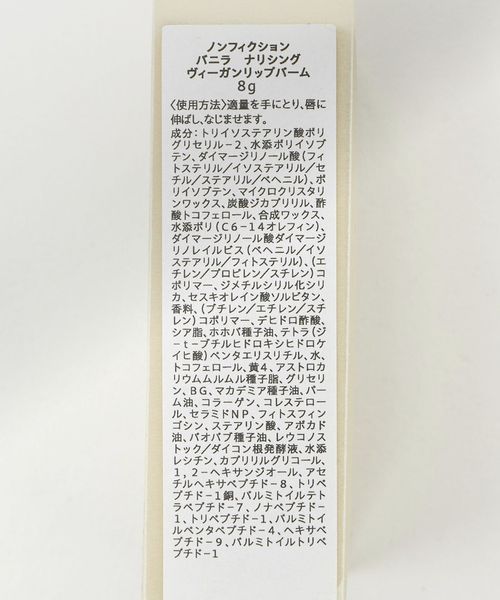 ノンフィクション
バニラ　ナリシング
ヴィーガンリップバーム
8g
〈使用方法〉適量を手にとり、唇に
伸ばし、なじませます。
成分：トリイソステアリン酸ポリ
グリセリル－2、水添ポリイソブ
テン、ダイマージリノール酸（フィ
トステリル／イソステアリル／セ
チル／ステアリル／ベヘニル）、ポ
リイソブテン、マイクロクリスタリ
ンワックス、炭酸ジカプリリル、酢
酸トコフェロール、合成ワックス、
水添ポリ（C6－14オレフィン）、
ダイマージリノール酸ダイマージ
リノレイルビス（ベヘニル／イソ
ステアリル／フィトステリル）、（エ
チレン／プロピレン／スチレン）コ
ポリマー、ジメチルシリル化シリ
カ、セスキオレイン酸ソルビタン、
香料、（ブチレン／エチレン／スチ
レン）コポリマー、デヒドロ酢酸、
シア脂、ホホバ種子油、テトラ（ジ
－t－ブチルヒドロキシヒドロケ
イヒ酸）ペンタエリスリチル、水、
トコフェロール、黄4、アストロカ
リウムムルムル種子脂、グリセリ
ン、BG、マカデミア種子油、パー
ム油、コラーゲン、コレステロー
ル、セラミドNP、フィトスフィン
ゴシン、ステアリン酸、アボカド
油、バオバブ種子油、レウコノス
トック／ダイコン根発酵液、水添
レシチン、カプリリルグリコール、
1，2－ヘキサンジオール、アセ
チルヘキサペプチド－8、トリペ
プチド－1銅、パルミトイルテト
ラペプチド－7、ノナペプチド－
1、トリペプチド－1、パルミトイ
ルペンタペプチド－4、ヘキサペ
プチド－9、パルミトイルトリペ
プチド－1